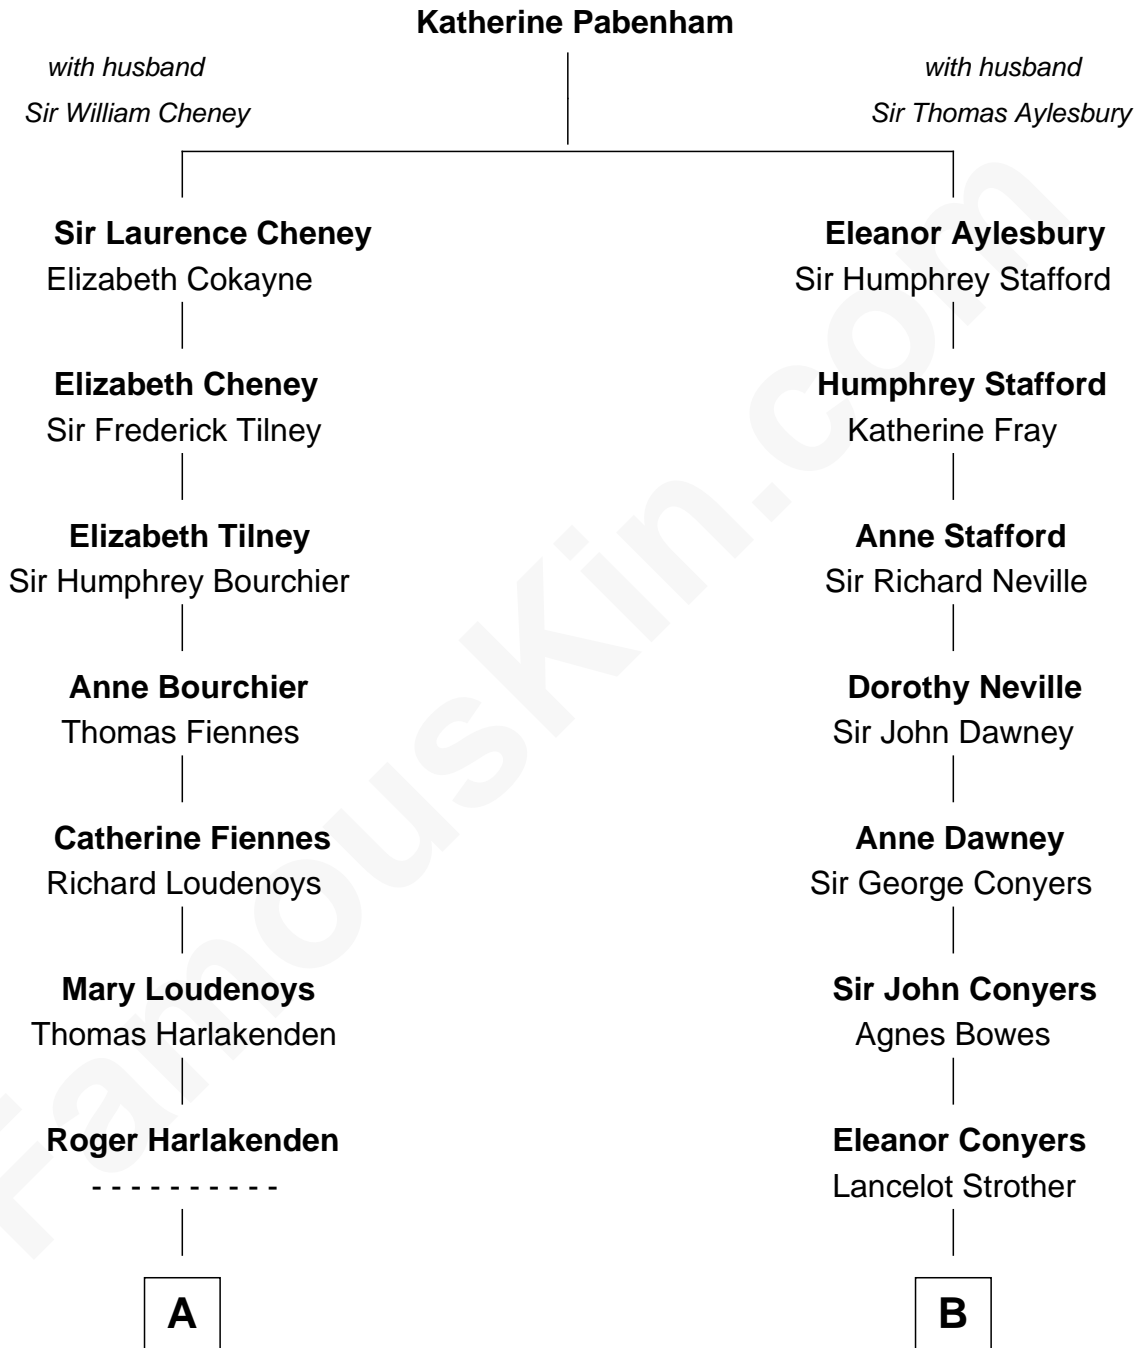 Katherine Pabenham
with husband
Sir William Cheney
with husband
Sir Thomas Aylesbury
Sir Laurence Cheney
Elizabeth Cokayne
Eleanor Aylesbury
Sir Humphrey Stafford
Elizabeth Cheney
Sir Frederick Tilney
Humphrey Stafford
Katherine Fray
Elizabeth Tilney
Sir Humphrey Bourchier
Anne Stafford
Sir Richard Neville
Anne Bourchier
Thomas Fiennes
Dorothy Neville
Sir John Dawney
Catherine Fiennes
Richard Loudenoys
Anne Dawney
Sir George Conyers
Mary Loudenoys
Thomas Harlakenden
Sir John Conyers
Agnes Bowes
Roger Harlakenden
- - - - - - - - - -
Eleanor Conyers
Lancelot Strother
A
B
FamousKin.com